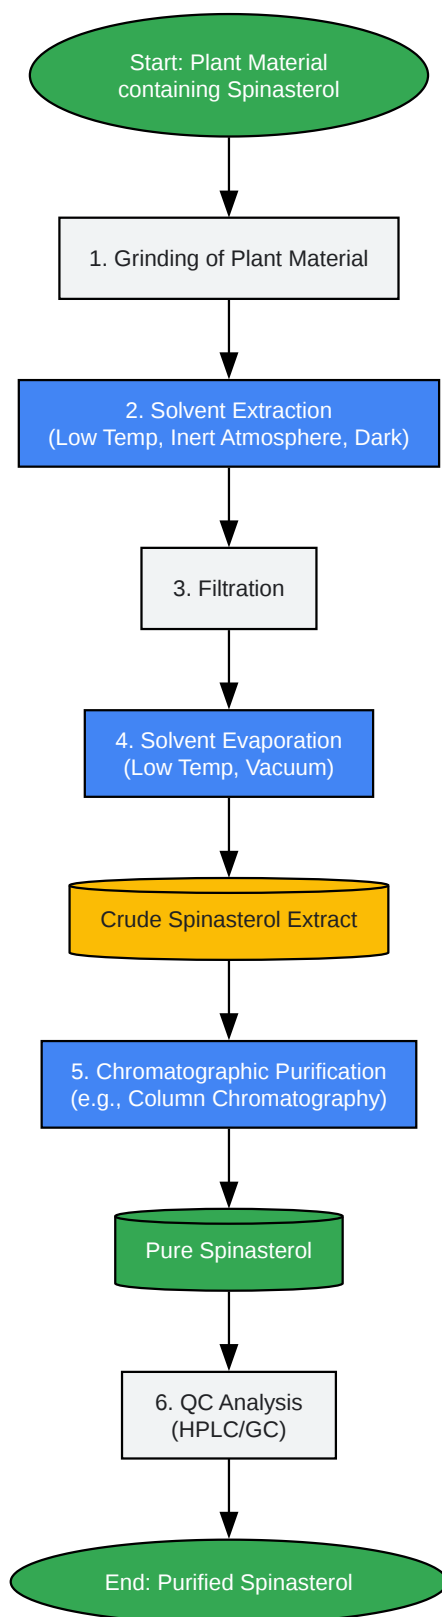 Start: Plant Material
containing Spinasterol
1. Grinding of Plant Material
2. Solvent Extraction
(Low Temp, Inert Atmosphere, Dark)
3. Filtration
4. Solvent Evaporation
(Low Temp, Vacuum)
Crude Spinasterol Extract
5. Chromatographic Purification
(e.g., Column Chromatography)
Pure Spinasterol
6. QC Analysis
(HPLC/GC)
End: Purified Spinasterol